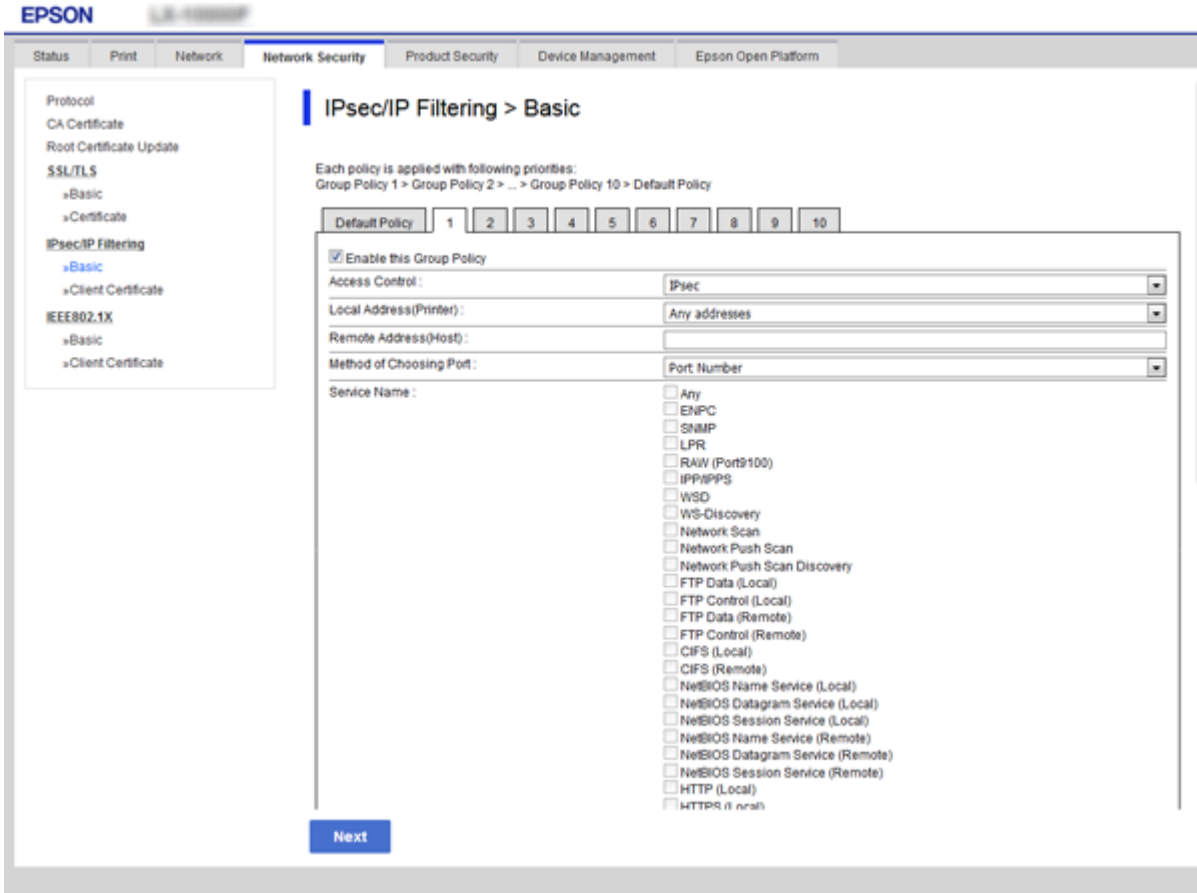 EPSON
Status Print Network Network Security Product Security Device Management Epson Open Platform
Protocol
CA Certificate
Root Certificate Update
SSL/TLS
»Basic
»Certificate
IPsec/IP Filtering
»Basic
»Client Certificate
IEEE802.1X
»Basic
»Client Certificate
IPsec/IP Filtering > Basic
Each policy is applied with following priorities:
Group Policy 1 > Group Policy 2 > ... > Group Policy 10 > Default Policy
Default Policy 1 2 3 4 5 6 7 8 9 10
Enable this Group Policy
Access Control : IPsec
Local Address(Printer) : Any addresses
Remote Address(Host) :
Method of Choosing Port : Port Number
Service Name : Any
ENPC
SNMP
LPR
RAW (Port9100)
IPP/IPPS
WSD
WS-Discovery
Network Scan
Network Push Scan
Network Push Scan Discovery
FTP Data (Local)
FTP Control (Local)
FTP Data (Remote)
FTP Control (Remote)
CIFS (Local)
CIFS (Remote)
NetBIOS Name Service (Local)
NetBIOS Datagram Service (Local)
NetBIOS Session Service (Local)
NetBIOS Name Service (Remote)
NetBIOS Datagram Service (Remote)
NetBIOS Session Service (Remote)
HTTP (Local)
HTTPS (Local)
Next